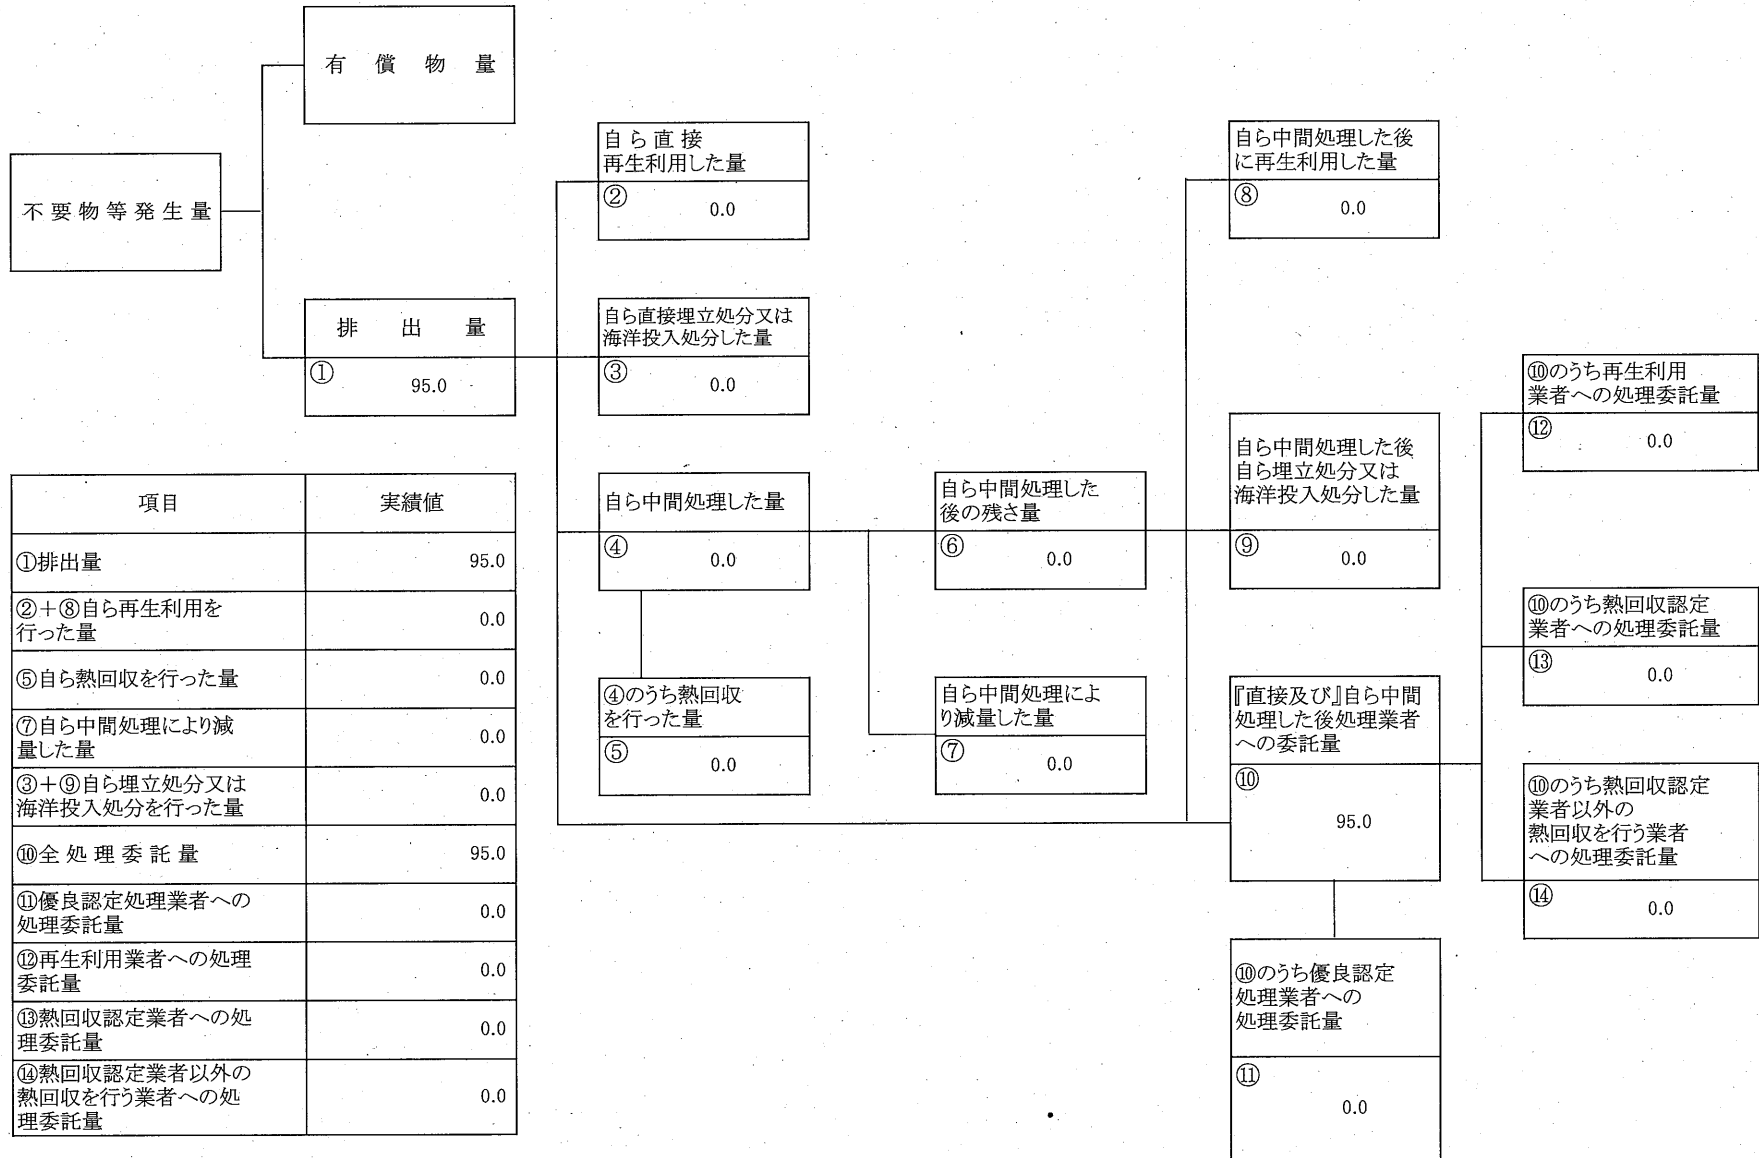 有償物量
不要物等発生量
排出量
① 95.0
自ら直接
再生利用した量
② 0.0
自ら直接埋立処分又は
海洋投入処分した量
③ 0.0
自ら中間処理した量
④ 0.0
④のうち熱回収
を行った量
⑤ 0.0
自ら中間処理した
後の残さ量
⑥ 0.0
自ら中間処理によ
り減量した量
⑦ 0.0
自ら中間処理した後
に再生利用した量
⑧ 0.0
自ら中間処理した後
自ら埋立処分又は
海洋投入処分した量
⑨ 0.0
『直接及び』自ら中間
処理した後処理業者
への委託量
⑩
95.0
⑩のうち優良認定
処理業者への
処理委託量
⑪
0.0
⑩のうち再生利用
業者への処理委託量
⑫ 0.0
⑩のうち熱回収認定
業者への処理委託量
⑬ 0.0
⑩のうち熱回収認定
業者以外の
熱回収を行う業者
への処理委託量
⑭ 0.0
項目 実績値
①排出量 95.0
②+⑧自ら再生利用を
行った量 0.0
⑤自ら熱回収を行った量 0.0
⑦自ら中間処理により減
量した量 0.0
③+⑨自ら埋立処分又は
海洋投入処分を行った量 0.0
⑩全処理委託量 95.0
⑪優良認定処理業者への
処理委託量 0.0
⑫再生利用業者への処理
委託量 0.0
⑬熱回収認定業者への処
理委託量 0.0
⑭熱回収認定業者以外の
熱回収を行う業者への処
理委託量 0.0